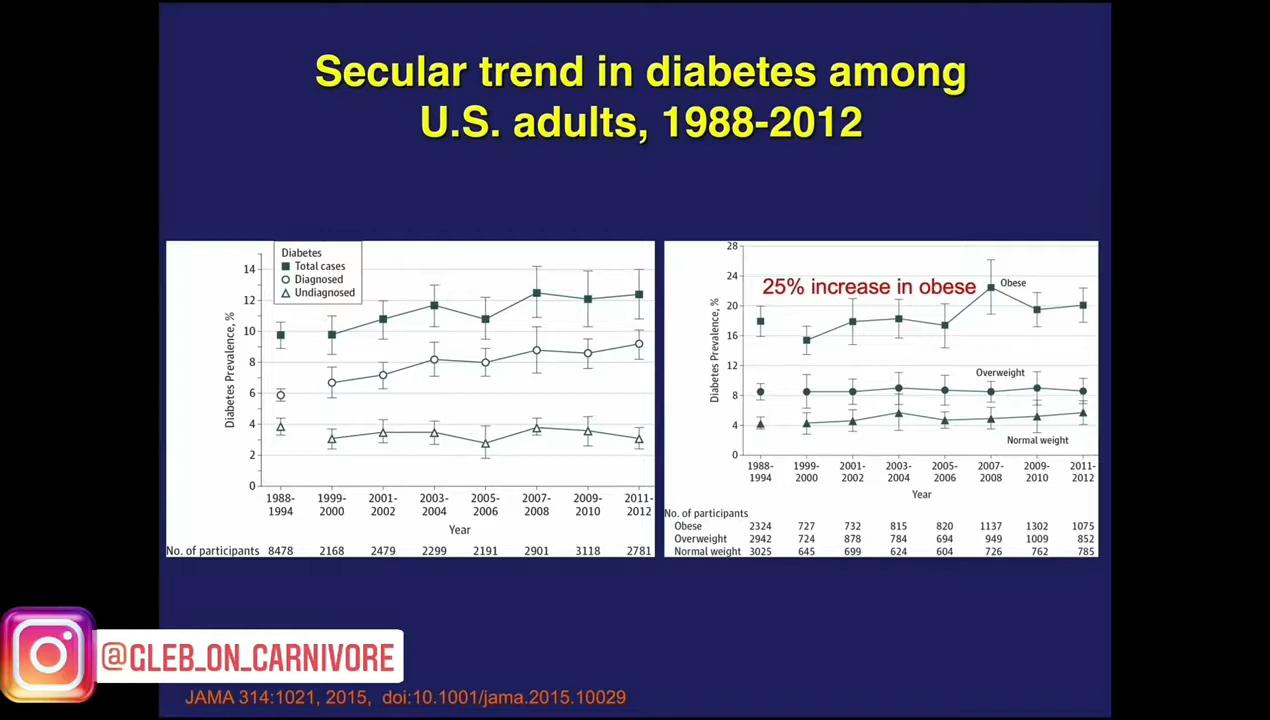 Secular trend in diabetes among
U.S. adults, 1988-2012
Diabetes
Total cases
Diagnosed
Undiagnosed
Diabetes Prevalence, %
14
12
10
8
6
4
2
0
1988-
1994
1999-
2000
2001-
2002
2003-
2004
2005-
2006
2007-
2008
2009-
2010
2011-
2012
Year
No. of participants 8478 2168 2479 2299 2191 2901 3118 2781
25% increase in obese
Obese
Overweight
Normal weight
Diabetes Prevalence, %
28
24
20
16
12
8
4
0
1988-
1994
1999-
2000
2001-
2002
2003-
2004
2005-
2006
2007-
2008
2009-
2010
2011-
2012
Year
No. of participants
Obese 2324 727 732 815 820 1137 1302 1075
Overweight 2942 724 878 784 694 949 1009 852
Normal weight 3025 645 699 624 604 726 762 785
@GLEB_ON_CARNIVORE
JAMA 314:1021, 2015, doi:10.1001/jama.2015.10029